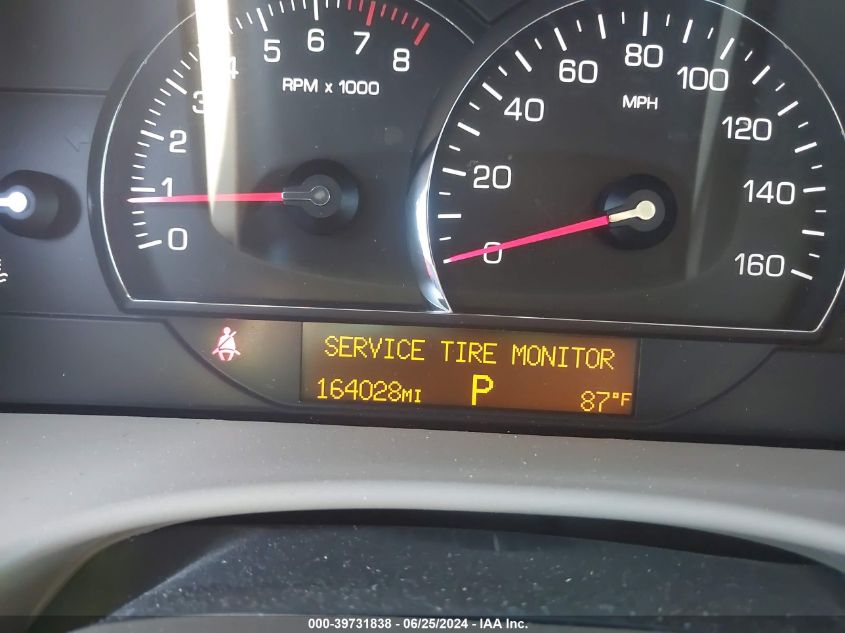 0 1 2 3 4 5 6 7 8
RPM x 1000
0 20 40 60 80 100 120 140 160
MPH
SERVICE TIRE MONITOR
164028MI P 87°F
000-39731838 - 06/25/2024 - IAA Inc.